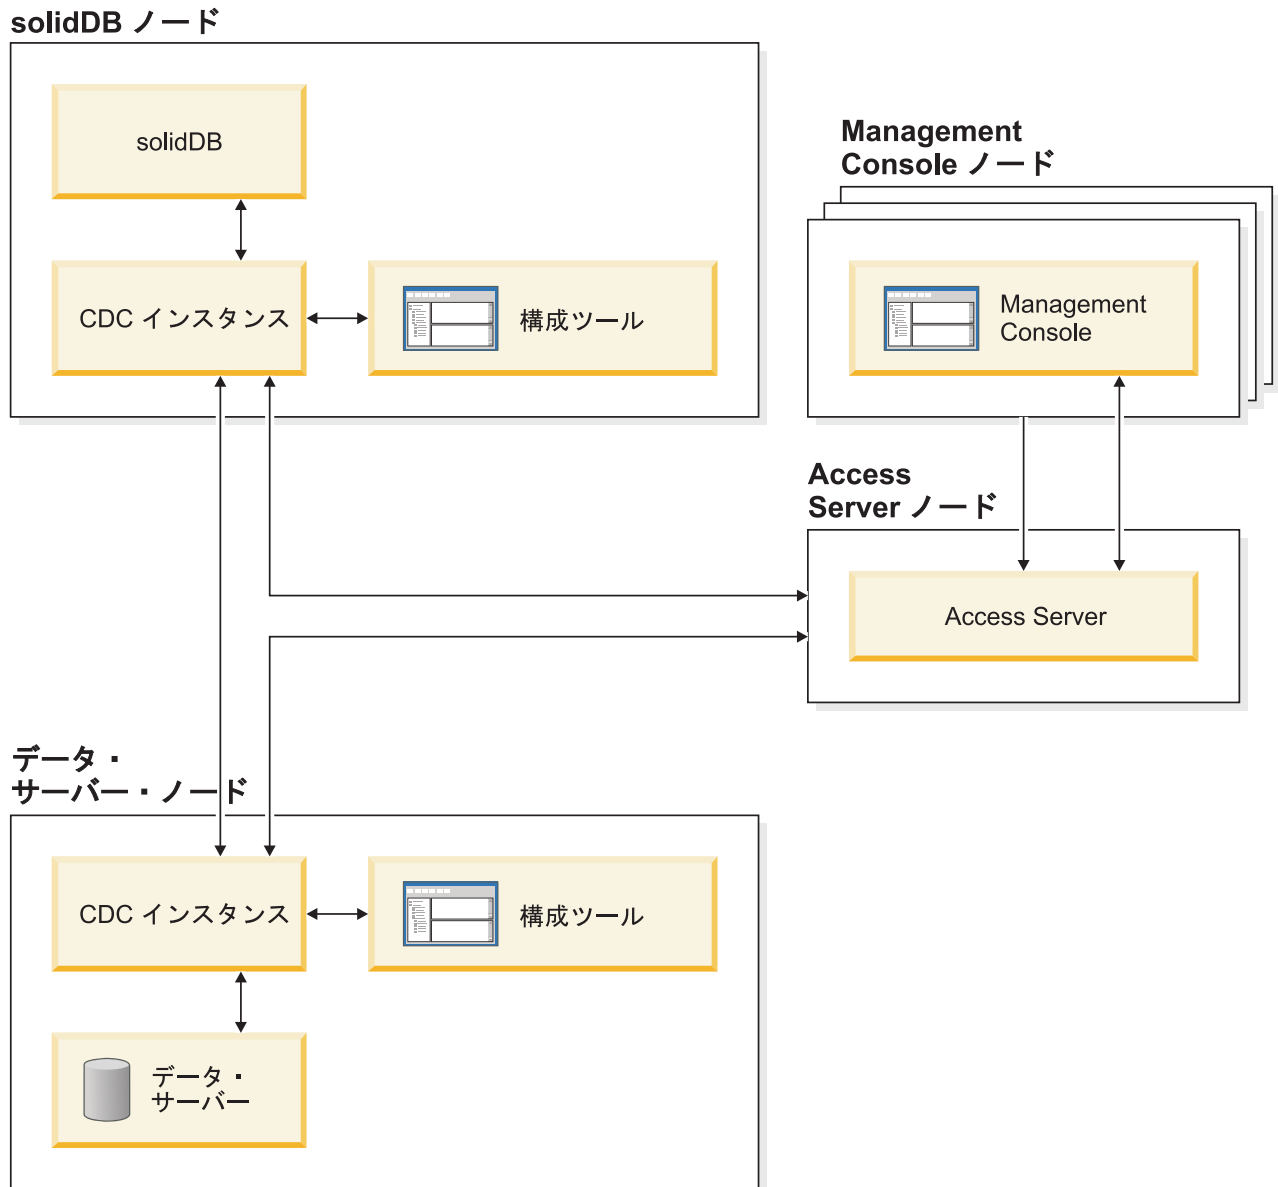 solidDB ノード
solidDB
CDC インスタンス
構成ツール
Management
Console ノード
Management
Console
Access
Server ノード
Access Server
データ・
サーバー・ノード
CDC インスタンス
構成ツール
データ・
サーバー